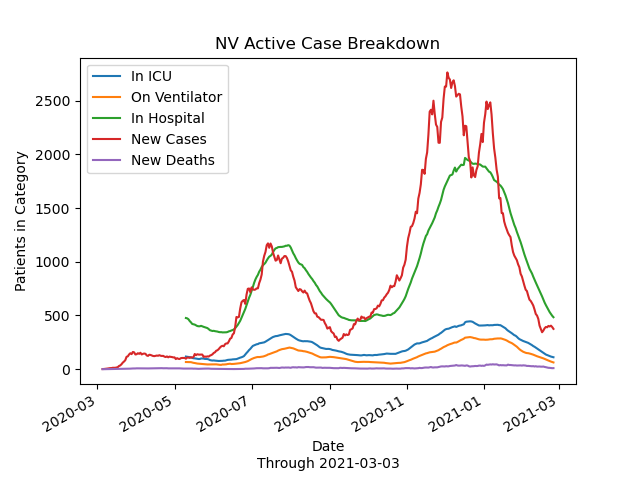 NV Active Case Breakdown
In ICU
On Ventilator
In Hospital
New Cases
New Deaths
Patients in Category
2500
2000
1500
1000
500
0
2020-03
2020-05
2020-07
2020-09
2020-11
2021-01
2021-03
Date
Through 2021-03-03